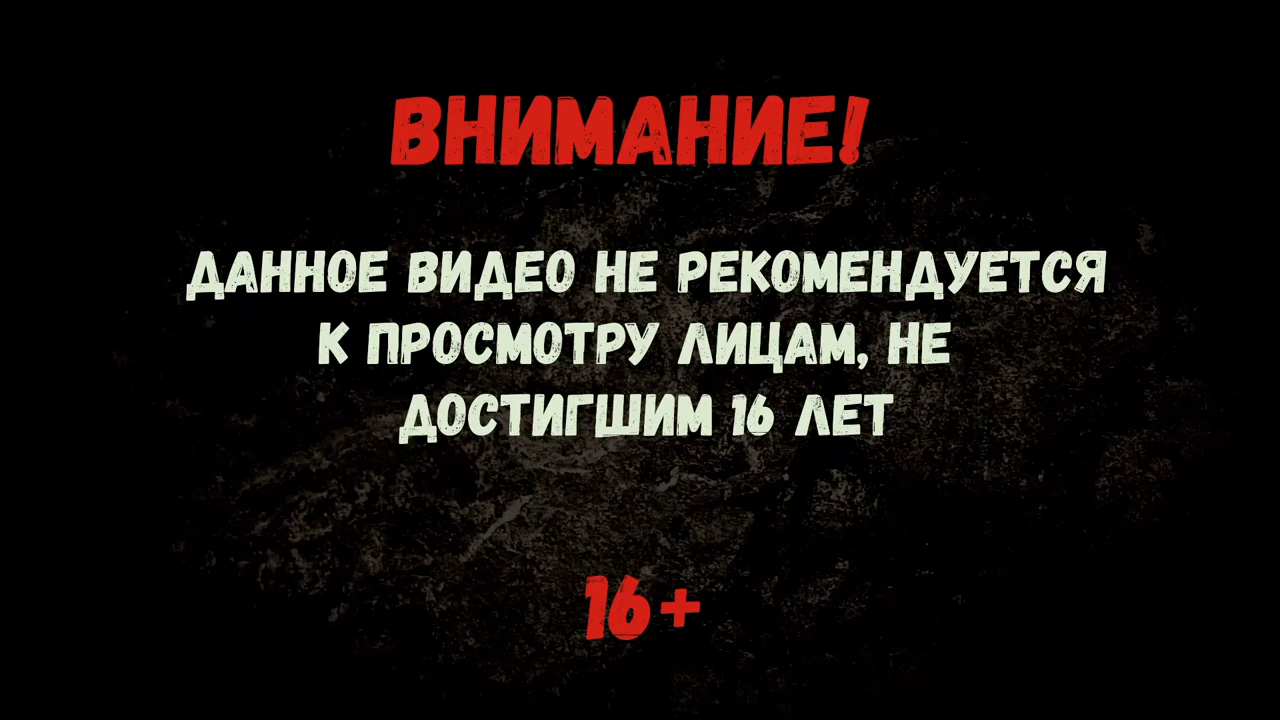 ВНИМАНИЕ!
ДАННОЕ ВИДЕО НЕ РЕКОМЕНДУЕТСЯ
К ПРОСМОТРУ ЛИЦАМ, НЕ
ДОСТИГШИМ 16 ЛЕТ
16+